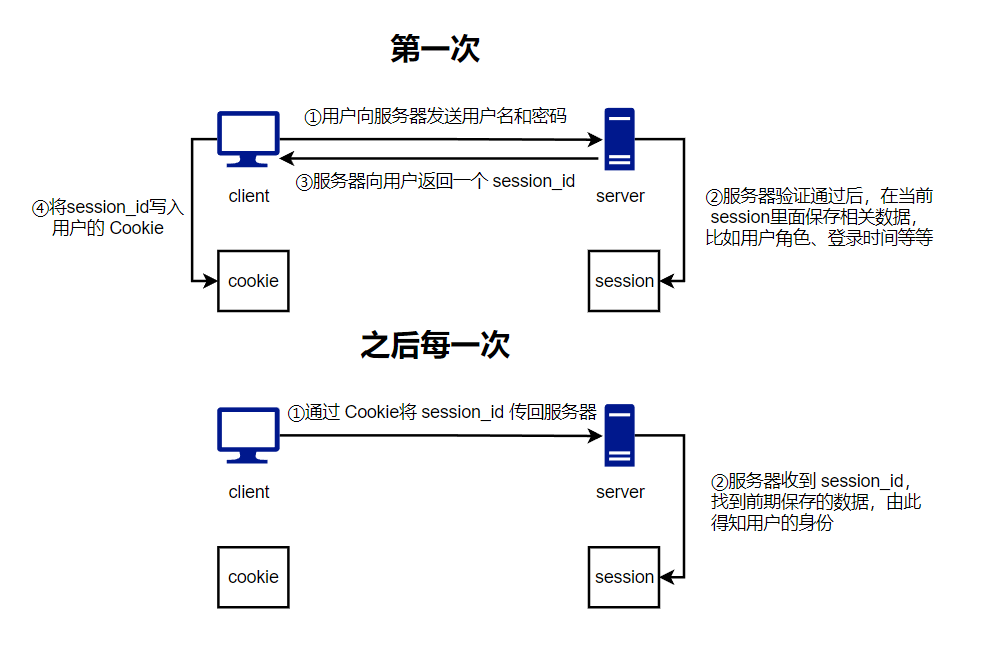 第一次
①用户向服务器发送用户名和密码
③服务器向用户返回一个 session_id
client
server
④将session_id写入
用户的 Cookie
②服务器验证通过后，在当前
session里面保存相关数据，
比如用户角色、登录时间等等
cookie
session
之后每一次
①通过 Cookie将 session_id 传回服务器
client
server
②服务器收到 session_id，
找到前期保存的数据，由此
得知用户的身份
cookie
session